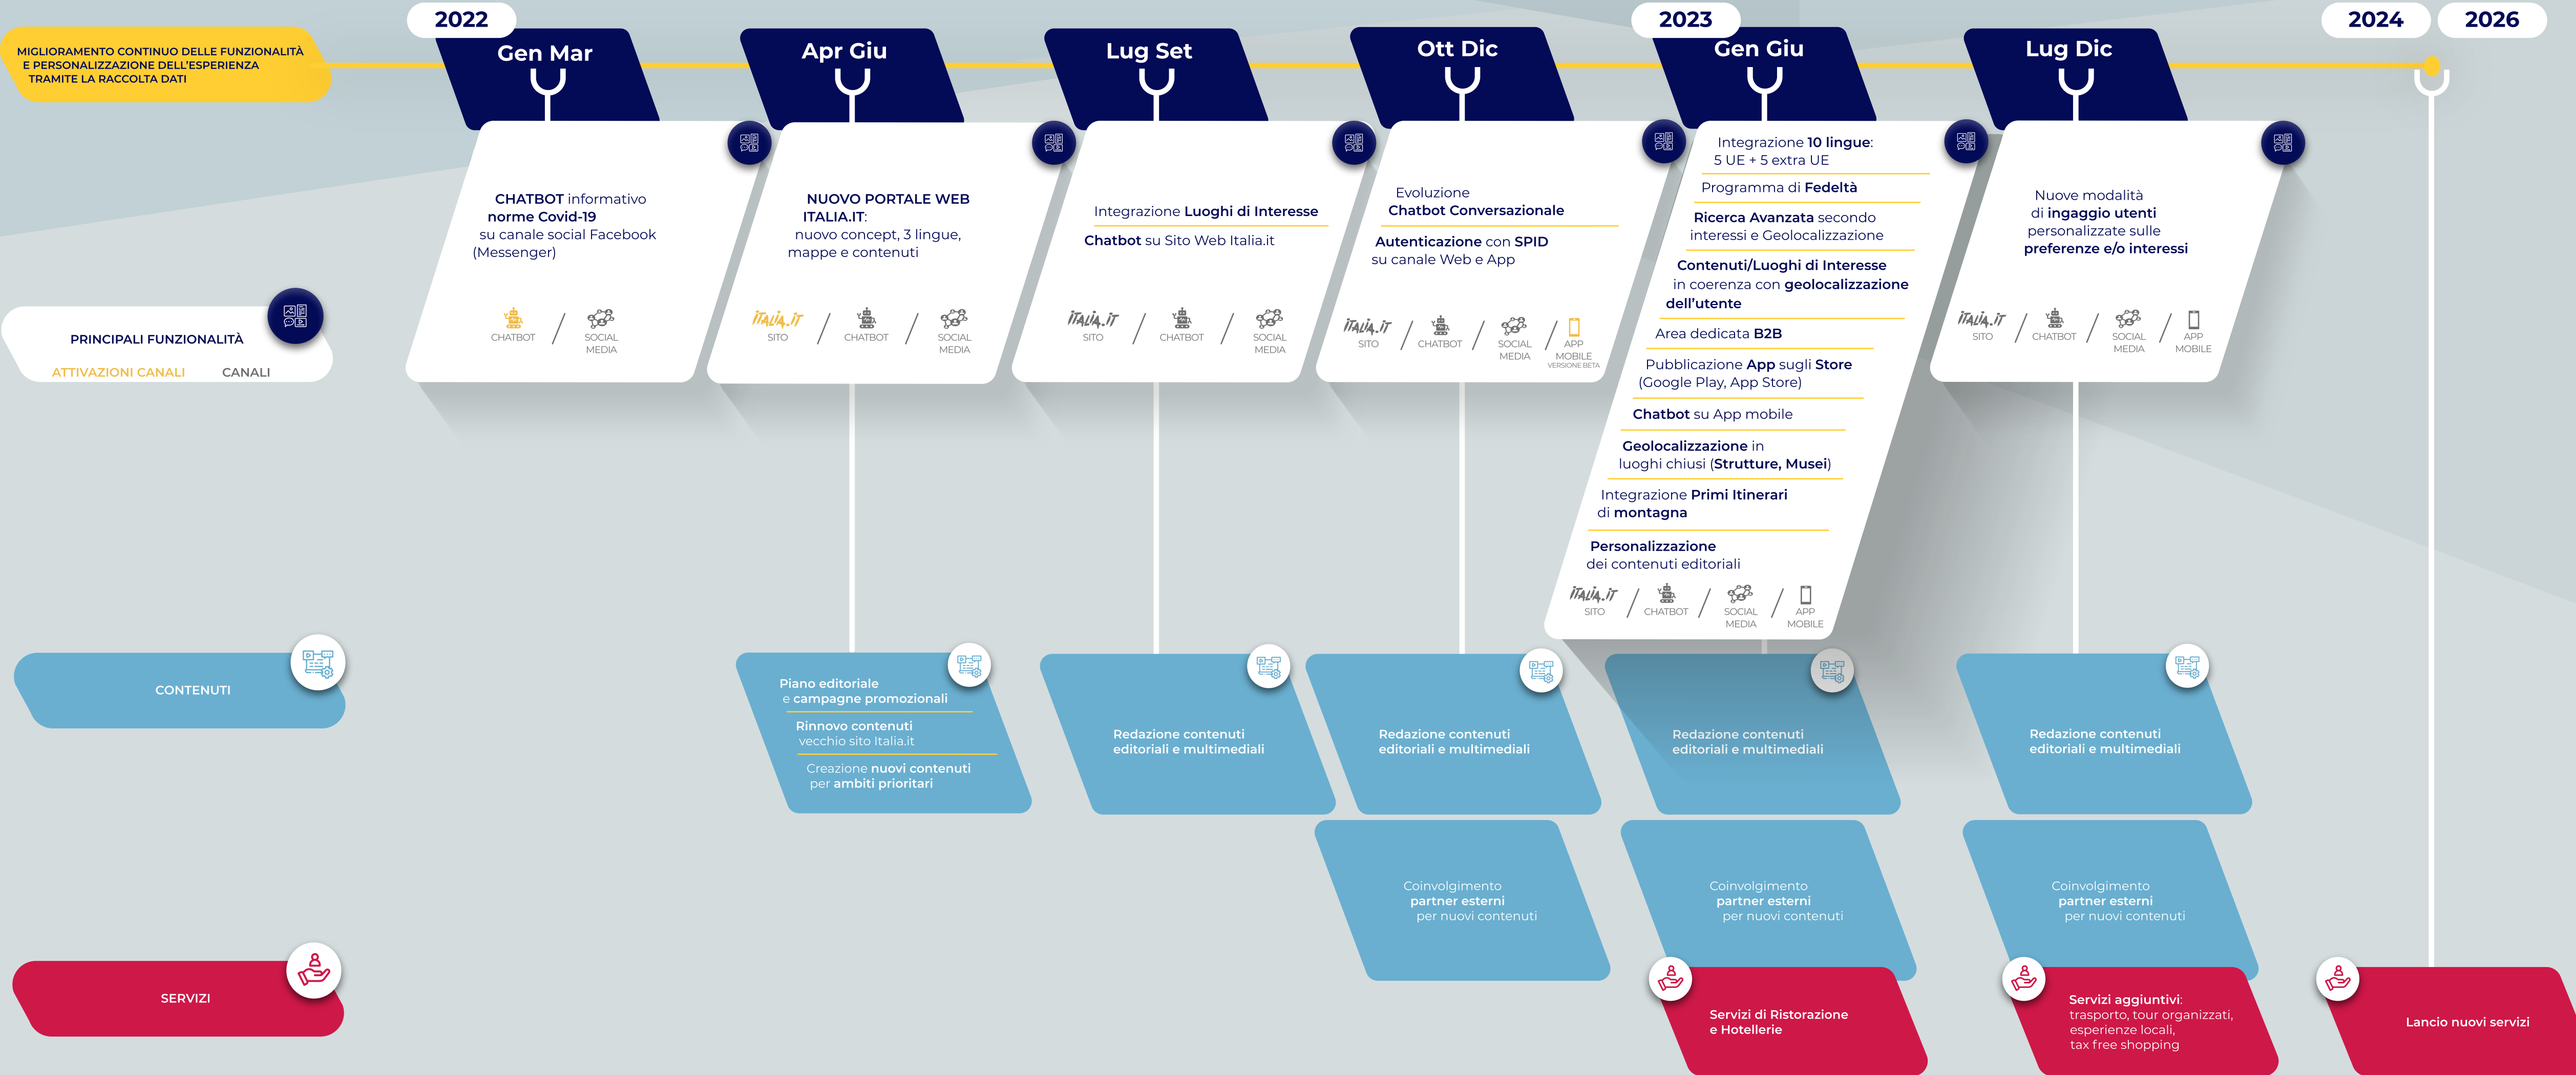 2022
2023
2024
2026
MIGLIORAMENTO CONTINUO DELLE FUNZIONALITÀ
E PERSONALIZZAZIONE DELL'ESPERIENZA
TRAMITE LA RACCOLTA DATI
Gen Mar
Apr Giu
Lug Set
Ott Dic
Gen Giu
Lug Dic
PRINCIPALI FUNZIONALITÀ
ATTIVAZIONI CANALI
CANALI
CHATBOT informativo
norme Covid-19
su canale social Facebook
(Messenger)
CHATBOT
SOCIAL
MEDIA
NUOVO PORTALE WEB
ITALIA.IT:
nuovo concept, 3 lingue,
mappe e contenuti
iTALiA.iT
SITO
CHATBOT
SOCIAL
MEDIA
Integrazione Luoghi di Interesse
Chatbot su Sito Web Italia.it
iTALiA.iT
SITO
CHATBOT
SOCIAL
MEDIA
Evoluzione
Chatbot Conversazionale
Autenticazione con SPID
su canale Web e App
iTALiA.iT
SITO
CHATBOT
SOCIAL
MEDIA
APP
MOBILE
VERSIONE BETA
Integrazione 10 lingue:
5 UE + 5 extra UE
Programma di Fedeltà
Ricerca Avanzata secondo
interessi e Geolocalizzazione
Contenuti/Luoghi di Interesse
in coerenza con geolocalizzazione
dell'utente
Area dedicata B2B
Pubblicazione App sugli Store
(Google Play, App Store)
Chatbot su App mobile
Geolocalizzazione in
luoghi chiusi (Strutture, Musei)
Integrazione Primi Itinerari
di montagna
Personalizzazione
dei contenuti editoriali
iTALiA.iT
SITO
CHATBOT
SOCIAL
MEDIA
APP
MOBILE
Nuove modalità
di ingaggio utenti
personalizzate sulle
preferenze e/o interessi
iTALiA.iT
SITO
CHATBOT
SOCIAL
MEDIA
APP
MOBILE
CONTENUTI
Piano editoriale
e campagne promozionali
Rinnovo contenuti
vecchio sito Italia.it
Creazione nuovi contenuti
per ambiti prioritari
Redazione contenuti
editoriali e multimediali
Redazione contenuti
editoriali e multimediali
Redazione contenuti
editoriali e multimediali
Redazione contenuti
editoriali e multimediali
Coinvolgimento
partner esterni
per nuovi contenuti
Coinvolgimento
partner esterni
per nuovi contenuti
Coinvolgimento
partner esterni
per nuovi contenuti
SERVIZI
Servizi di Ristorazione
e Hotellerie
Servizi aggiuntivi:
trasporto, tour organizzati,
esperienze locali,
tax free shopping
Lancio nuovi servizi